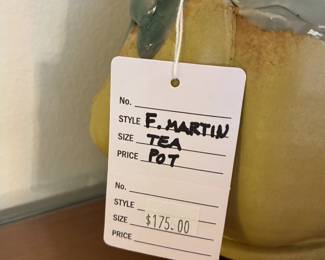 No.
STYLE F. MARTIN
SIZE TEA
PRICE POT
No.
STYLE
SIZE $175.00
PRICE